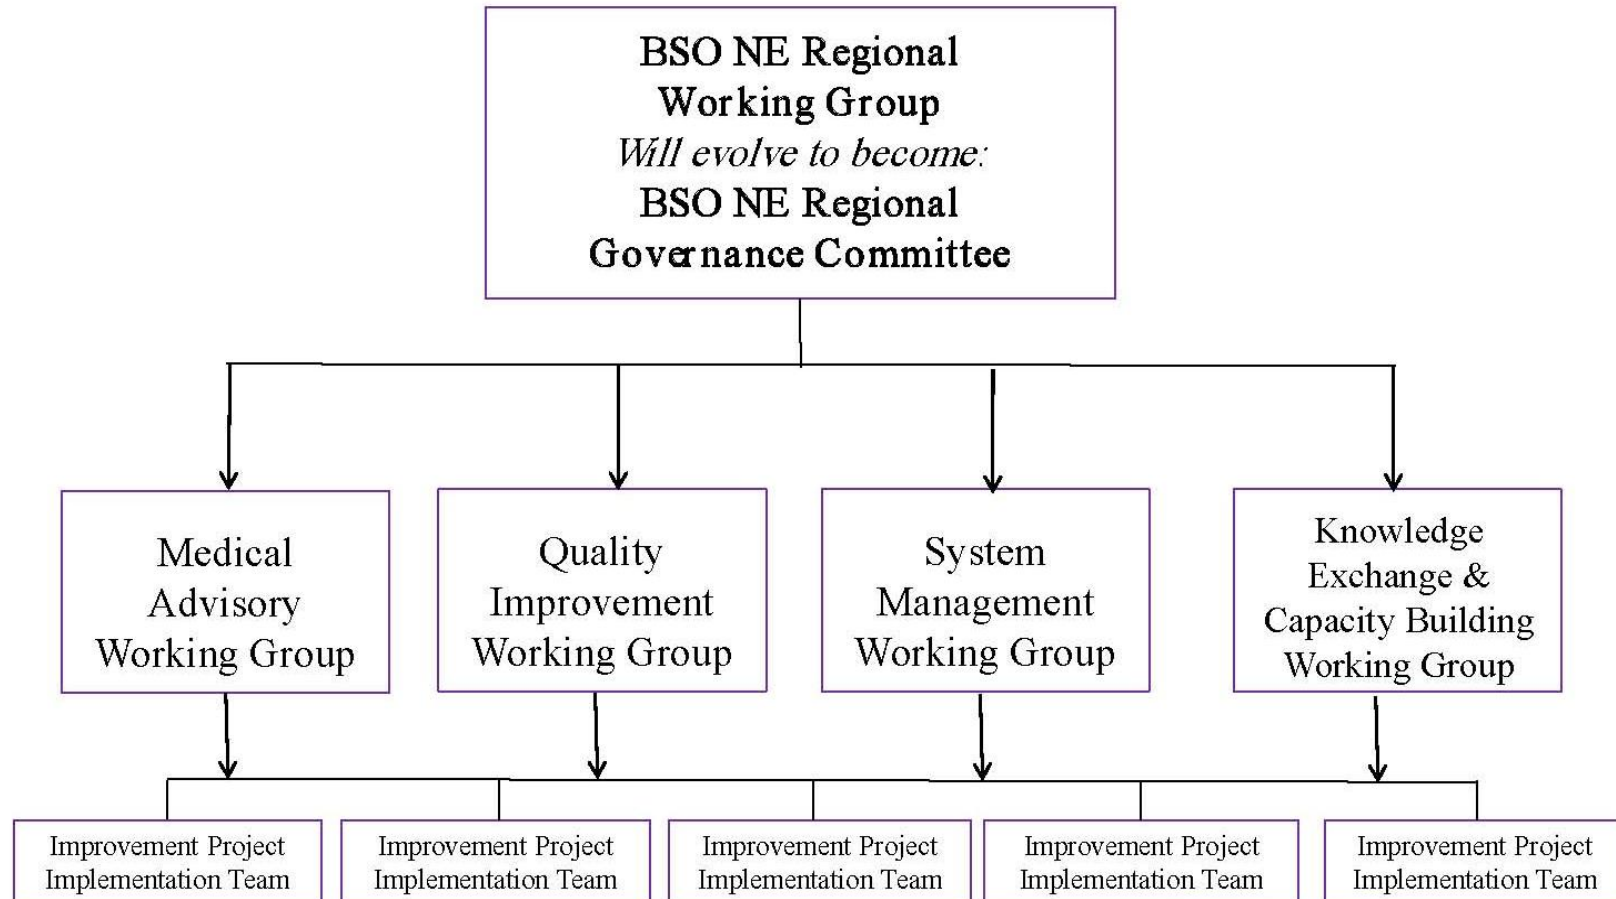 BSO NE Regional
Working Group
Will evolve to become:
BSO NE Regional
Governance Committee
Medical
Advisory
Working Group
Quality
Improvement
Working Group
System
Management
Working Group
Knowledge
Exchange &
Capacity Building
Working Group
Improvement Project
Implementation Team
Improvement Project
Implementation Team
Improvement Project
Implementation Team
Improvement Project
Implementation Team
Improvement Project
Implementation Team